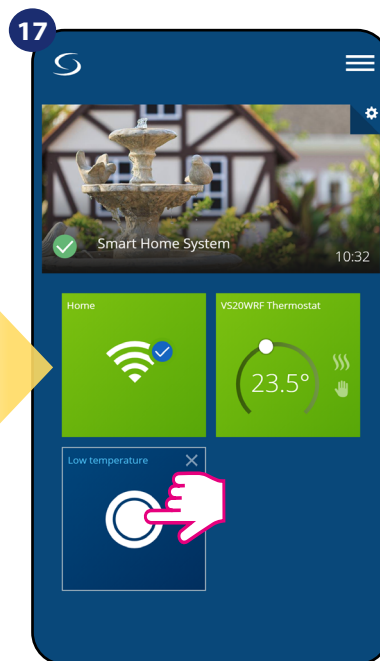 17
Smart Home System
10:32
Home
VS20WRF Thermostat
23.5°
Low temperature